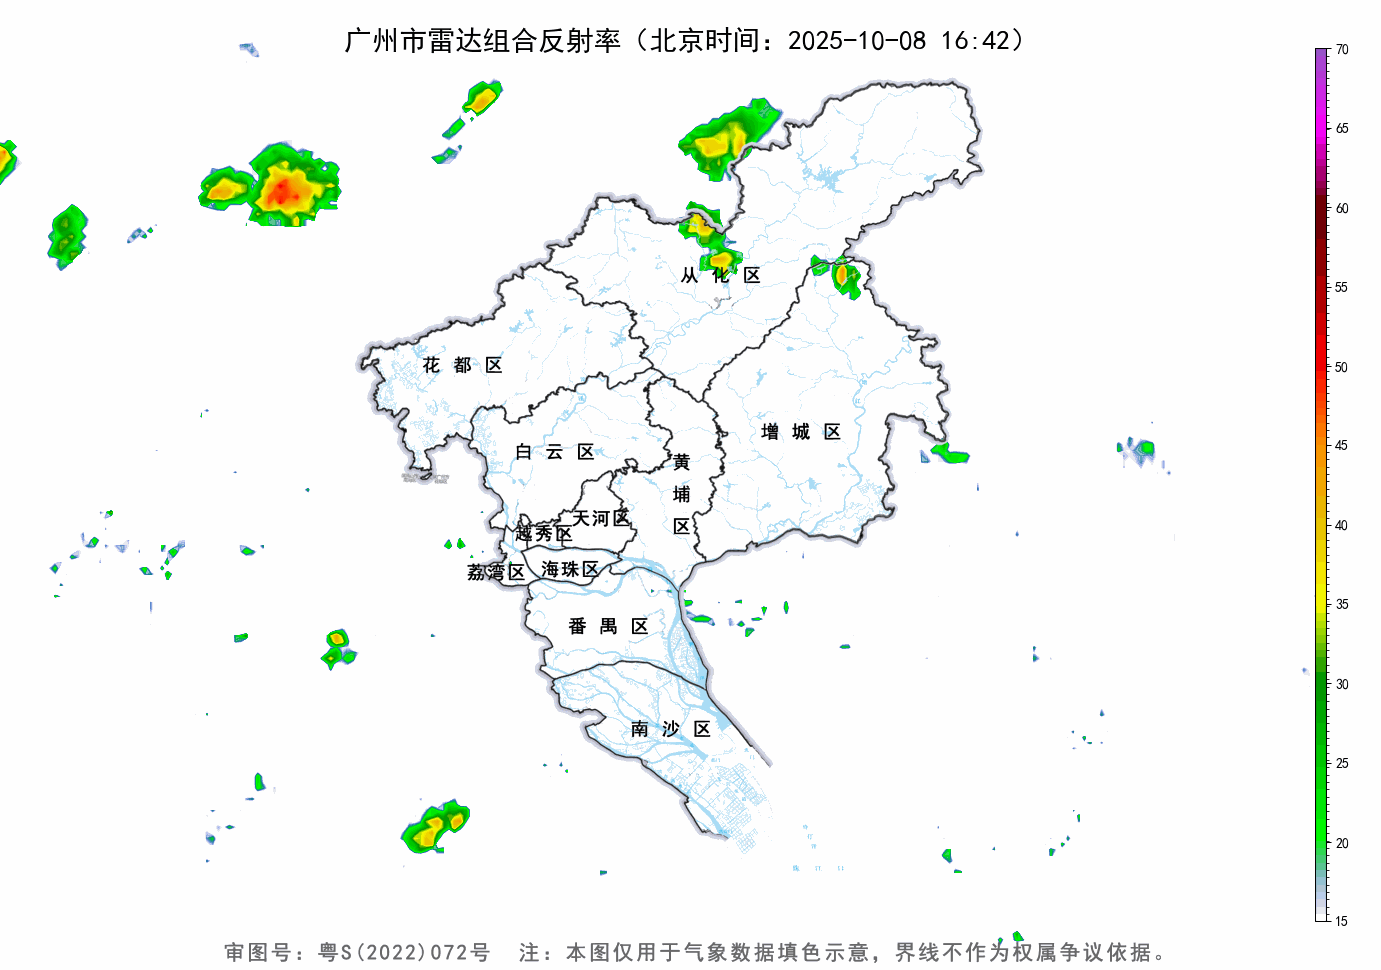 广州市雷达组合反射率（北京时间：2025-10-08 16:42）
70
65
60
55
50
45
40
35
30
25
20
15
从化区
花都区
增城区
白云区
黄埔区
天河区
越秀区
荔湾区
海珠区
番禺区
南沙区
审图号：粤S(2022)072号 注：本图仅用于气象数据填色示意，界线不作为权属争议依据。